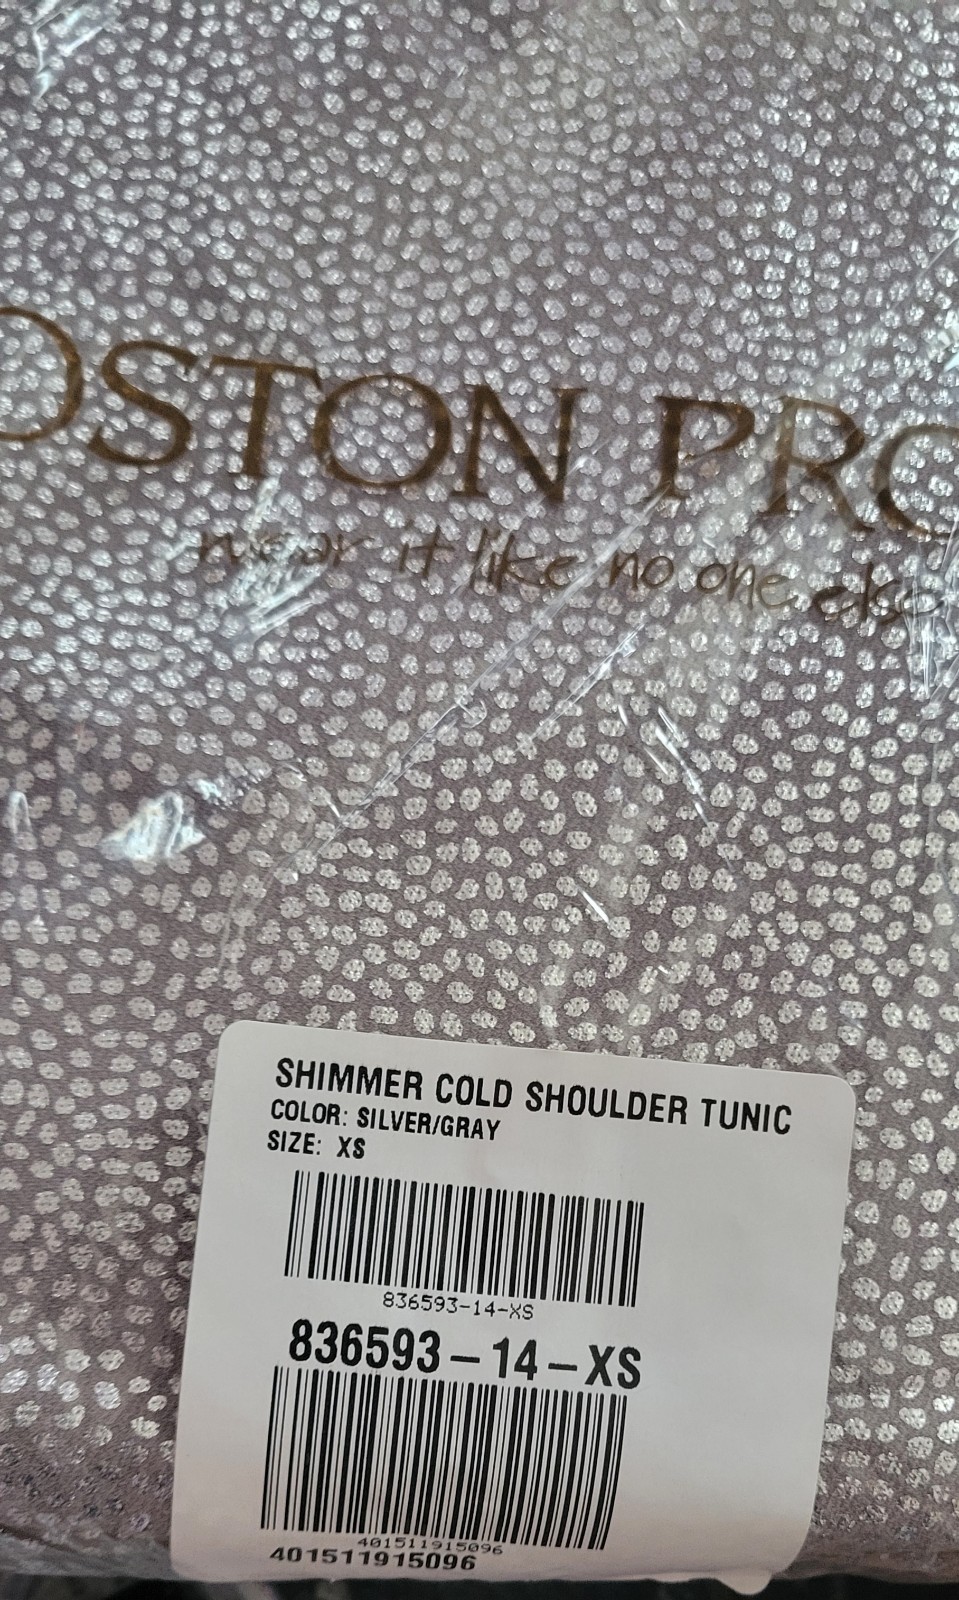 OSTON PRO
wear it like no one else
SHIMMER COLD SHOULDER TUNIC
COLOR: SILVER/GRAY
SIZE: XS
836593-14-XS
836593-14-XS
401511915096
401511915096